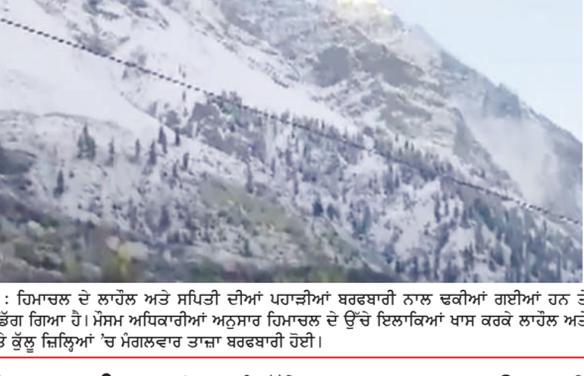 : ਹਿਮਾਚਲ ਦੇ ਲਾਹੌਲ ਅਤੇ ਸਪਿਤੀ ਦੀਆਂ ਪਹਾੜੀਆਂ ਬਰਫਬਾਰੀ ਨਾਲ ਢਕੀਆਂ ਗਈਆਂ ਹਨ
ਗਿਆ ਹੈ। ਮੌਸਮ ਅਧਿਕਾਰੀਆਂ ਅਨੁਸਾਰ ਹਿਮਾਚਲ ਦੇ ਉੱਚੇ ਇਲਾਕਿਆਂ ਖਾਸ ਕਰਕੇ ਲਾਹੌਲ ਅਤੇ
ਕੁੱਲੂ ਜ਼ਿਲ੍ਹਿਆਂ 'ਚ ਮੰਗਲਵਾਰ ਤਾਜ਼ਾ ਬਰਫਬਾਰੀ ਹੋਈ।